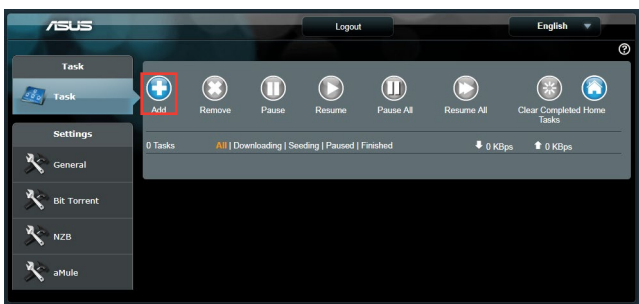 ASUS
Logout
English
?
Task
Task
Settings
General
Bit Torrent
NZB
aMule
Add
Remove
Pause
Resume
Pause All
Resume All
Clear Completed Tasks
Home
0 Tasks
All | Downloading | Seeding | Paused | Finished
0 KBps
0 KBps